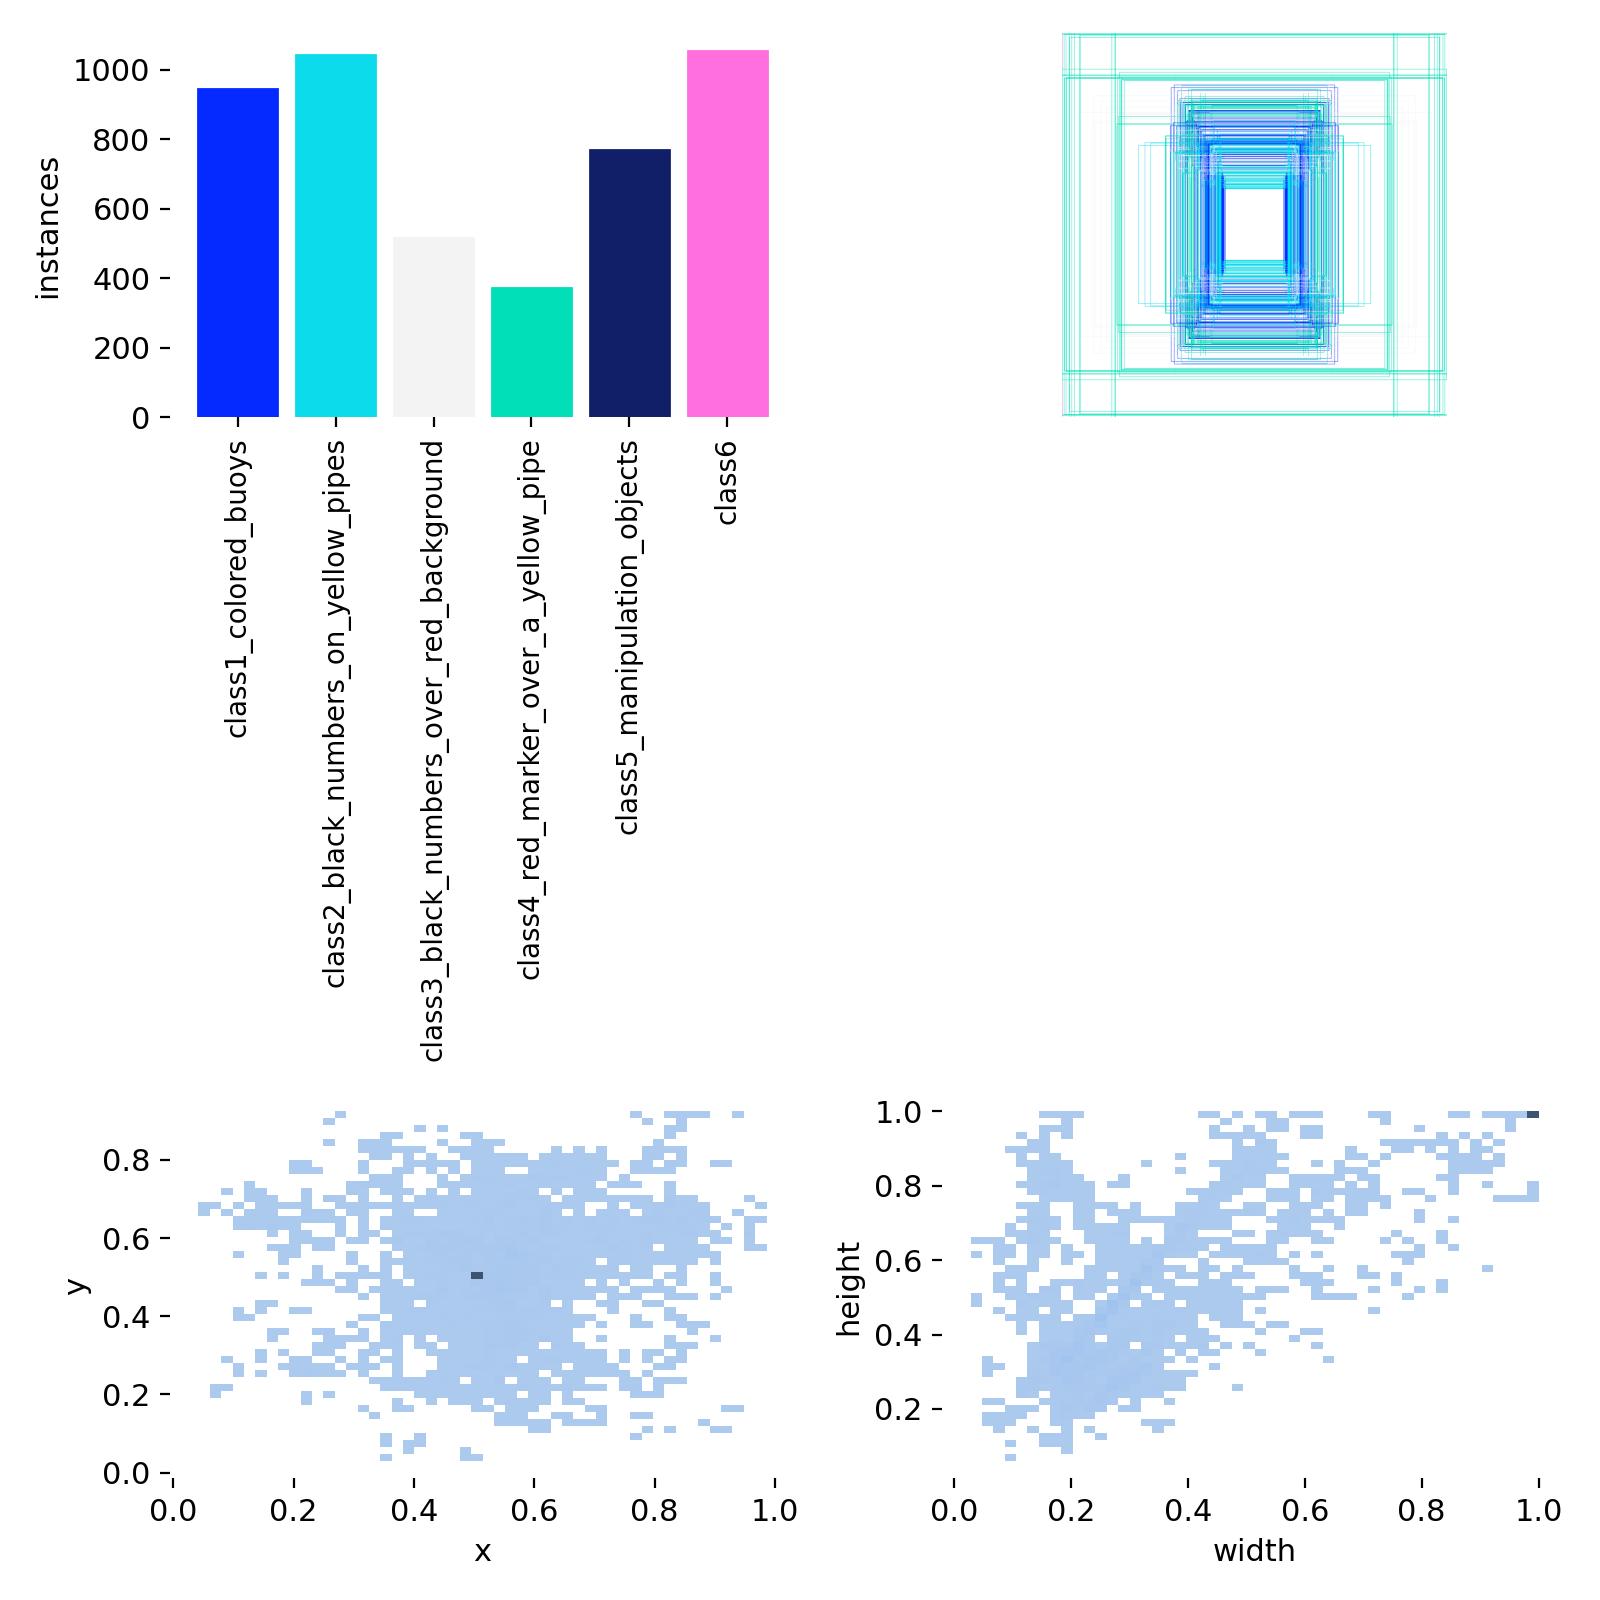 1000
800
600
400
200
0
instances
class1_colored_buoys
class2_black_numbers_on_yellow_pipes
class3_black_numbers_over_red_background
class4_red_marker_over_a_yellow_pipe
class5_manipulation_objects
class6
0.8
0.6
0.4
0.2
0.0
y
0.0 0.2 0.4 0.6 0.8 1.0
x
1.0
0.8
0.6
0.4
0.2
height
0.0 0.2 0.4 0.6 0.8 1.0
width